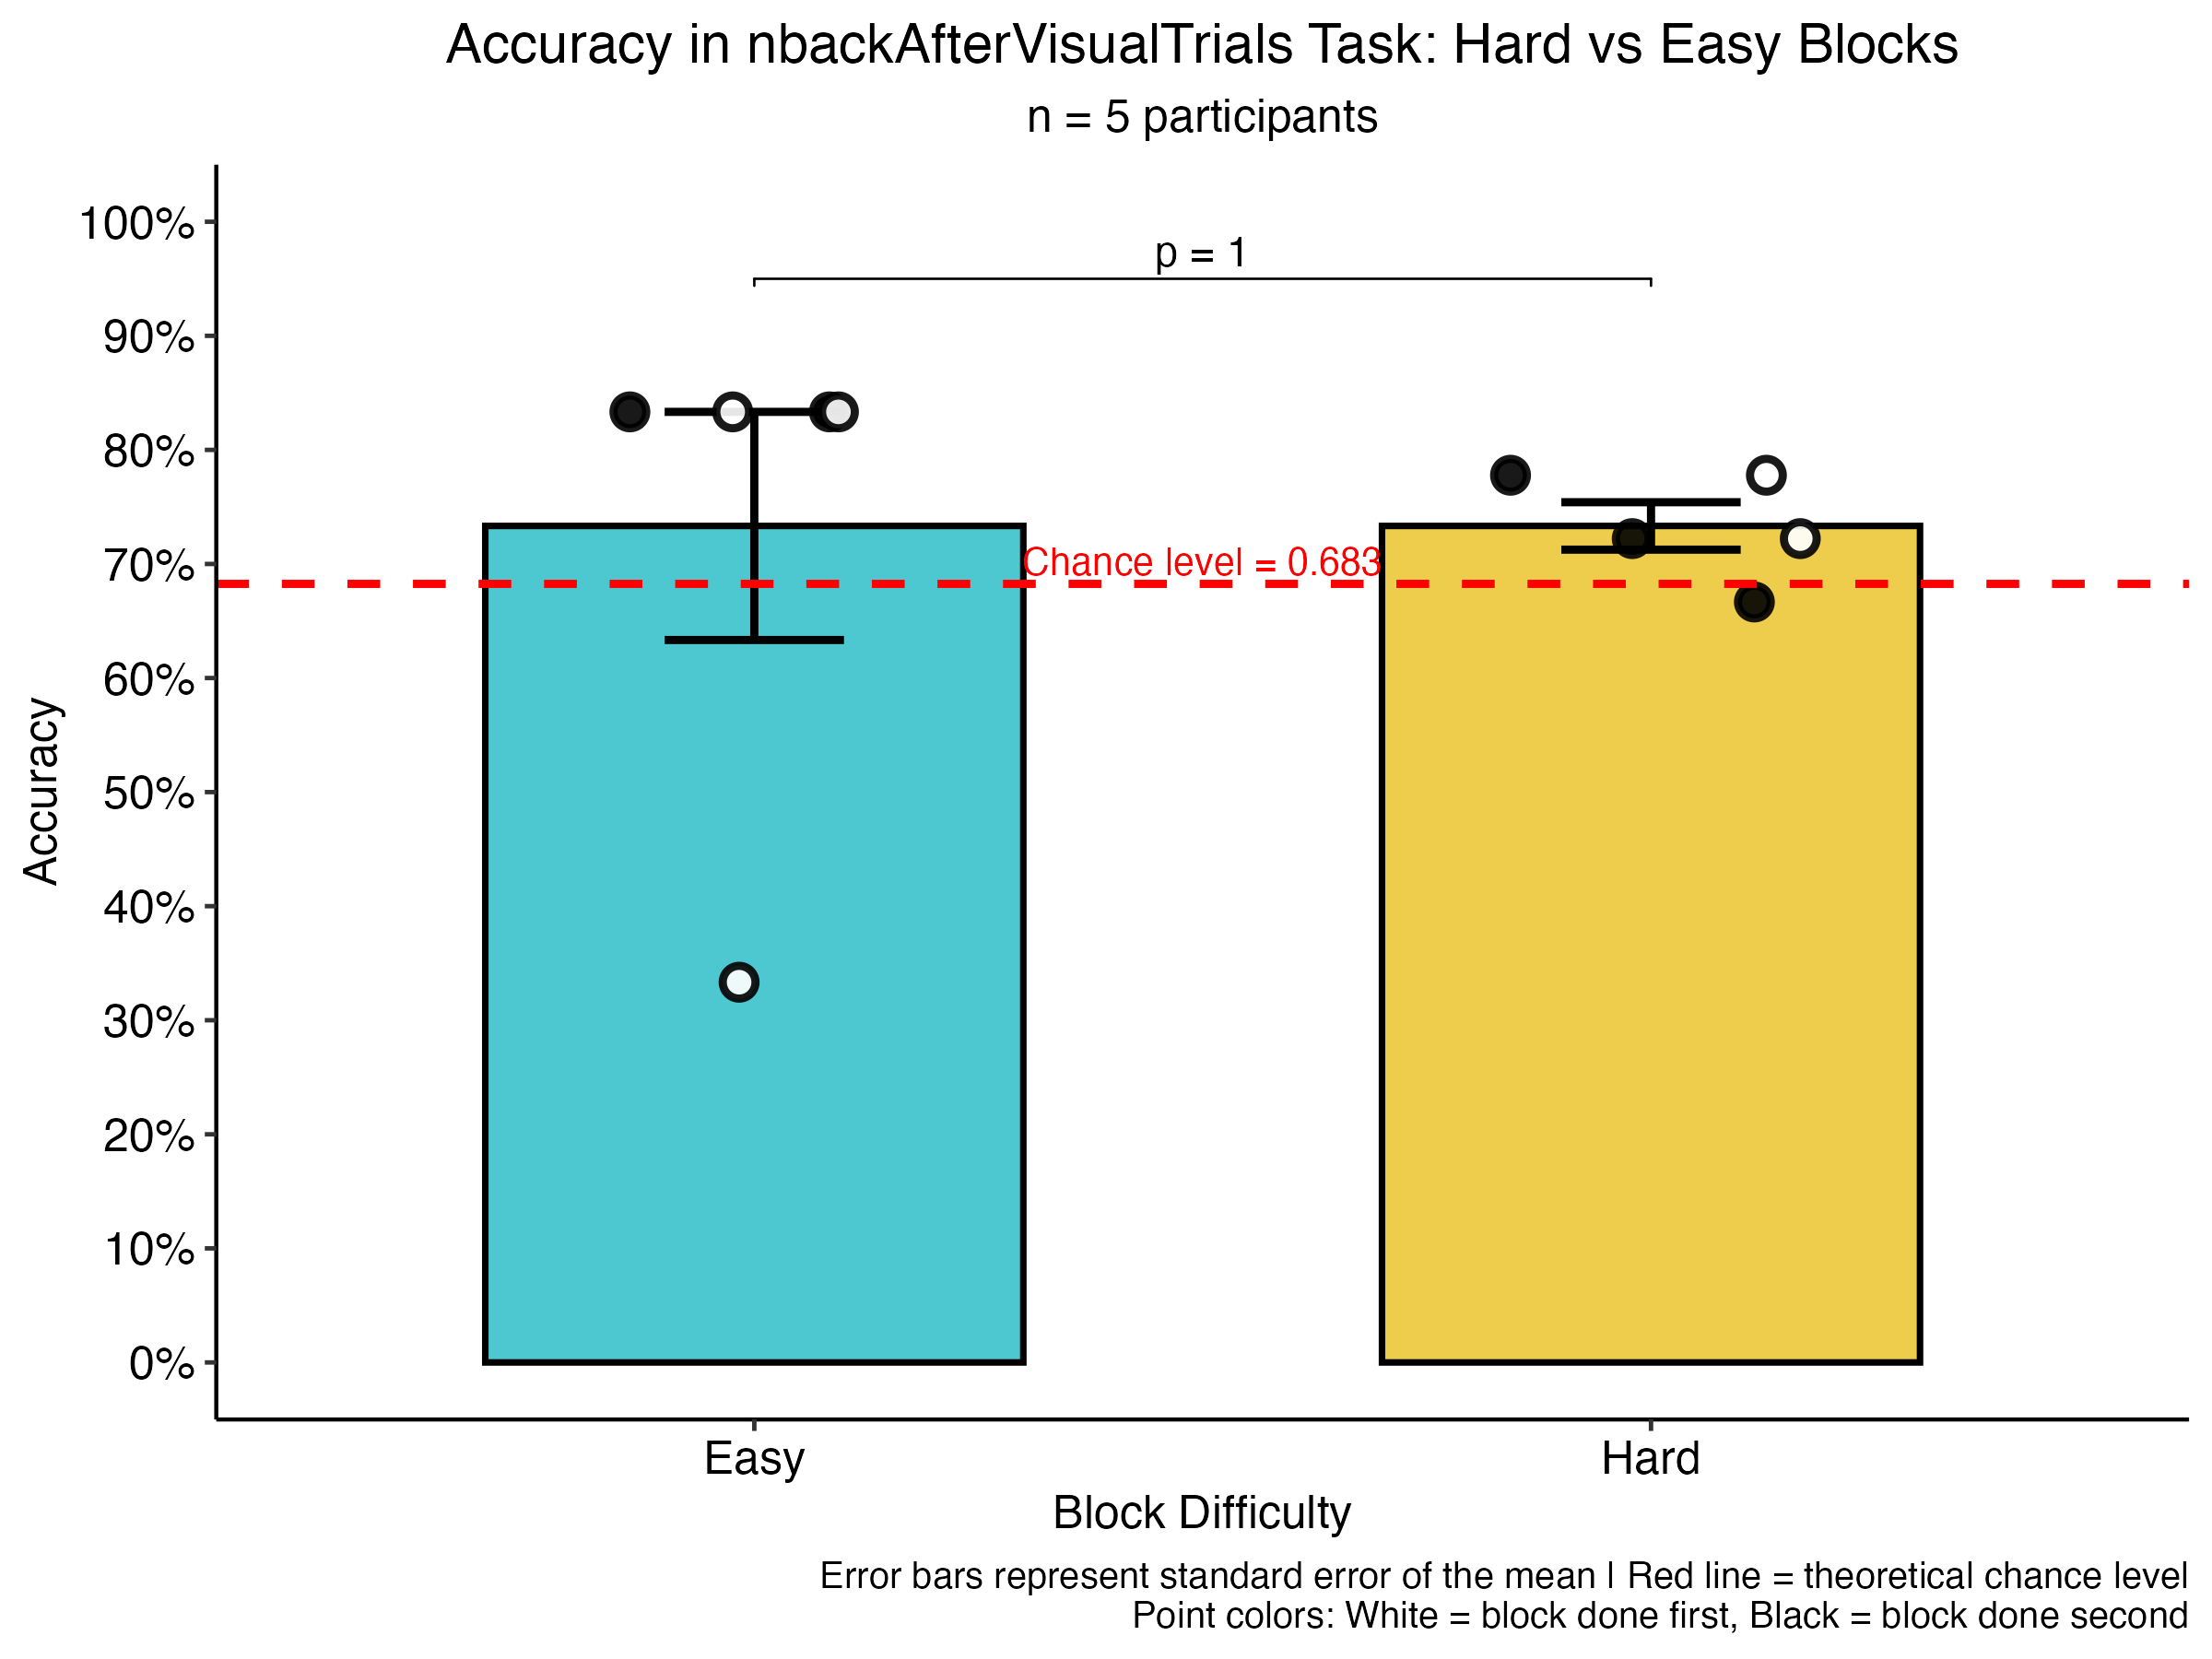 Accuracy in nbackAfterVisualTrials Task: Hard vs Easy Blocks
n = 5 participants
100%
90%
80%
70%
60%
50%
40%
30%
20%
10%
0%
Accuracy
p = 1
Chance level = 0.683
Easy
Hard
Block Difficulty
Error bars represent standard error of the mean | Red line = theoretical chance level
Point colors: White = block done first, Black = block done second